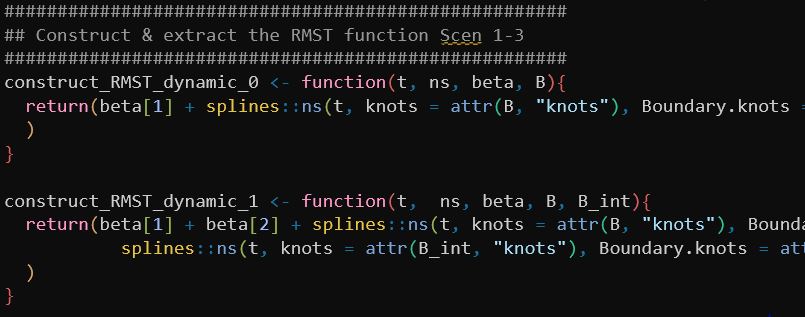 #####################################################
## Construct & extract the RMST function Scen 1-3
#####################################################
construct_RMST_dynamic_0 <- function(t, ns, beta, B){
  return(beta[1] + splines::ns(t, knots = attr(B, "knots"), Boundary.knots =
  )
}

construct_RMST_dynamic_1 <- function(t,  ns, beta, B, B_int){
  return(beta[1] + beta[2] + splines::ns(t, knots = attr(B, "knots"), Bounda
           splines::ns(t, knots = attr(B_int, "knots"), Boundary.knots = att
  )
}